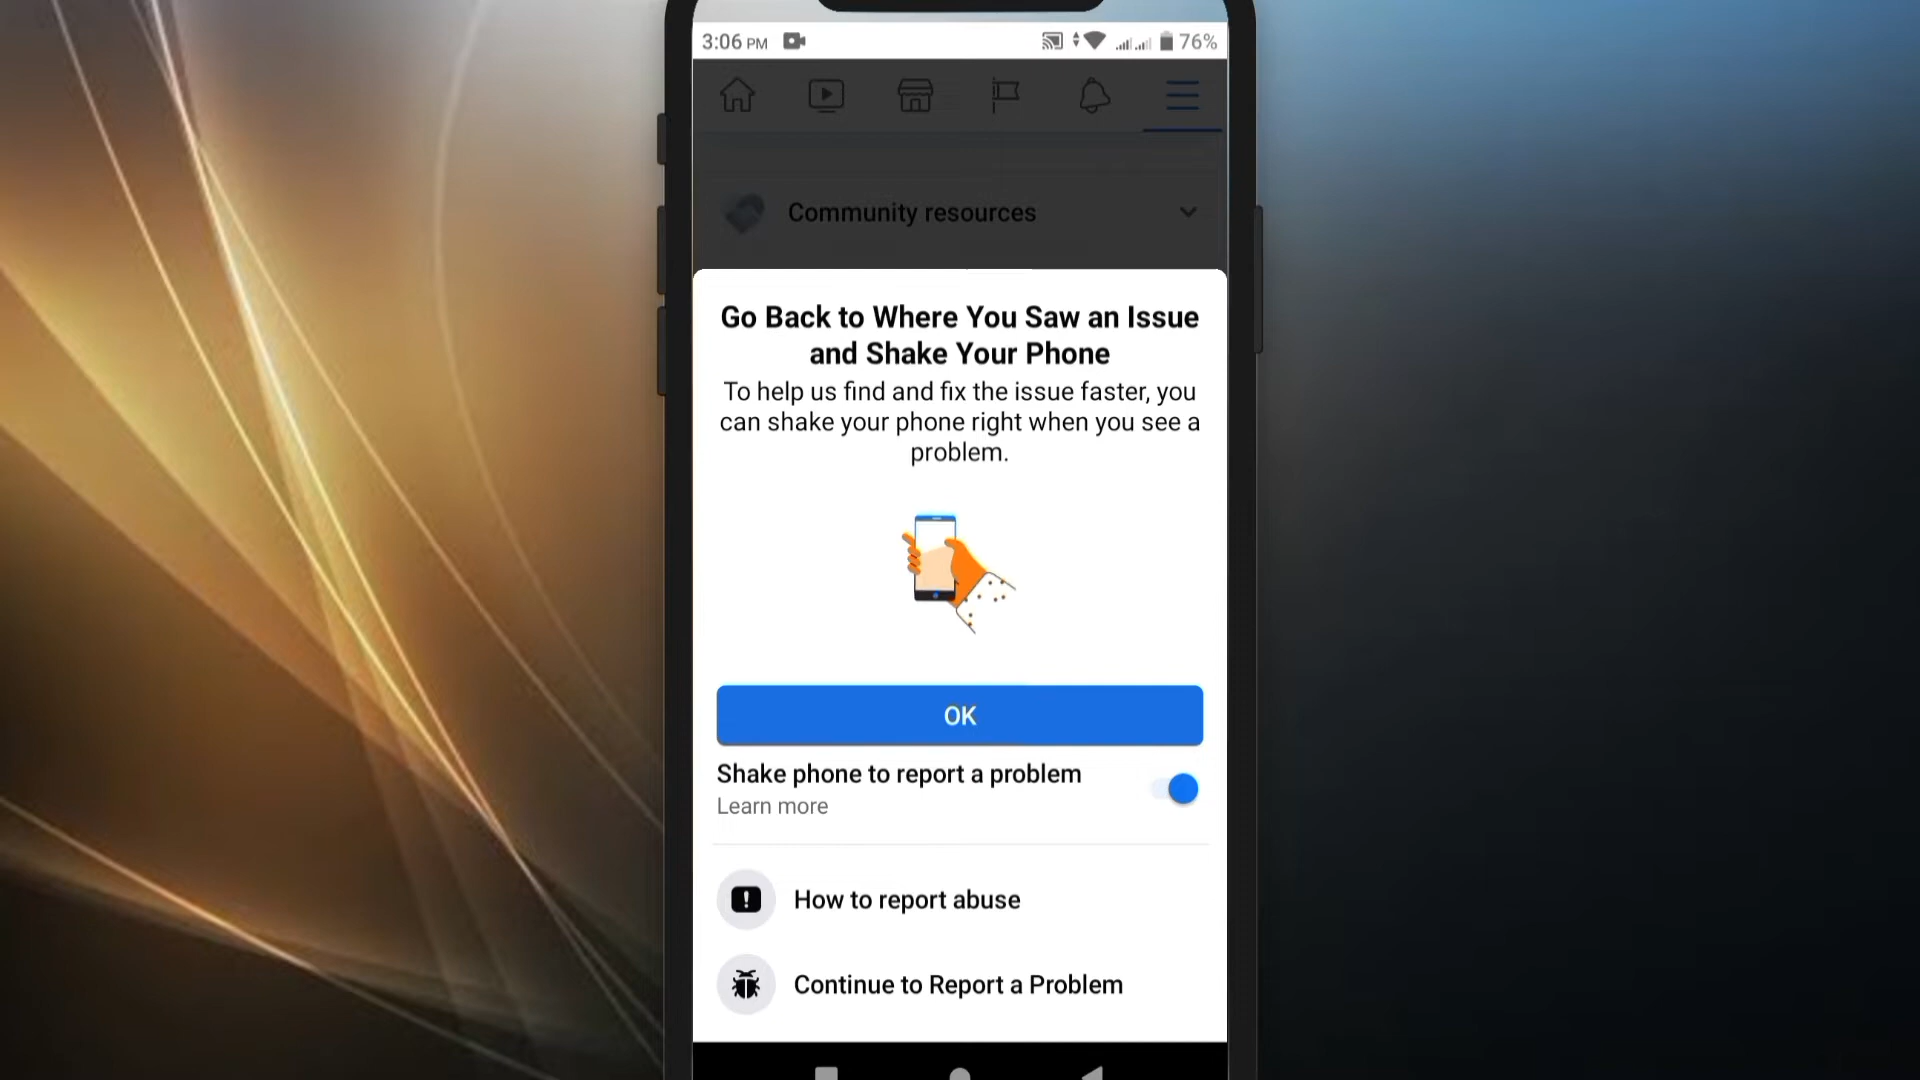 3:06 PM
76%
Community resources
Go Back to Where You Saw an Issue
and Shake Your Phone
To help us find and fix the issue faster, you
can shake your phone right when you see a
problem.
OK
Shake phone to report a problem
Learn more
How to report abuse
Continue to Report a Problem